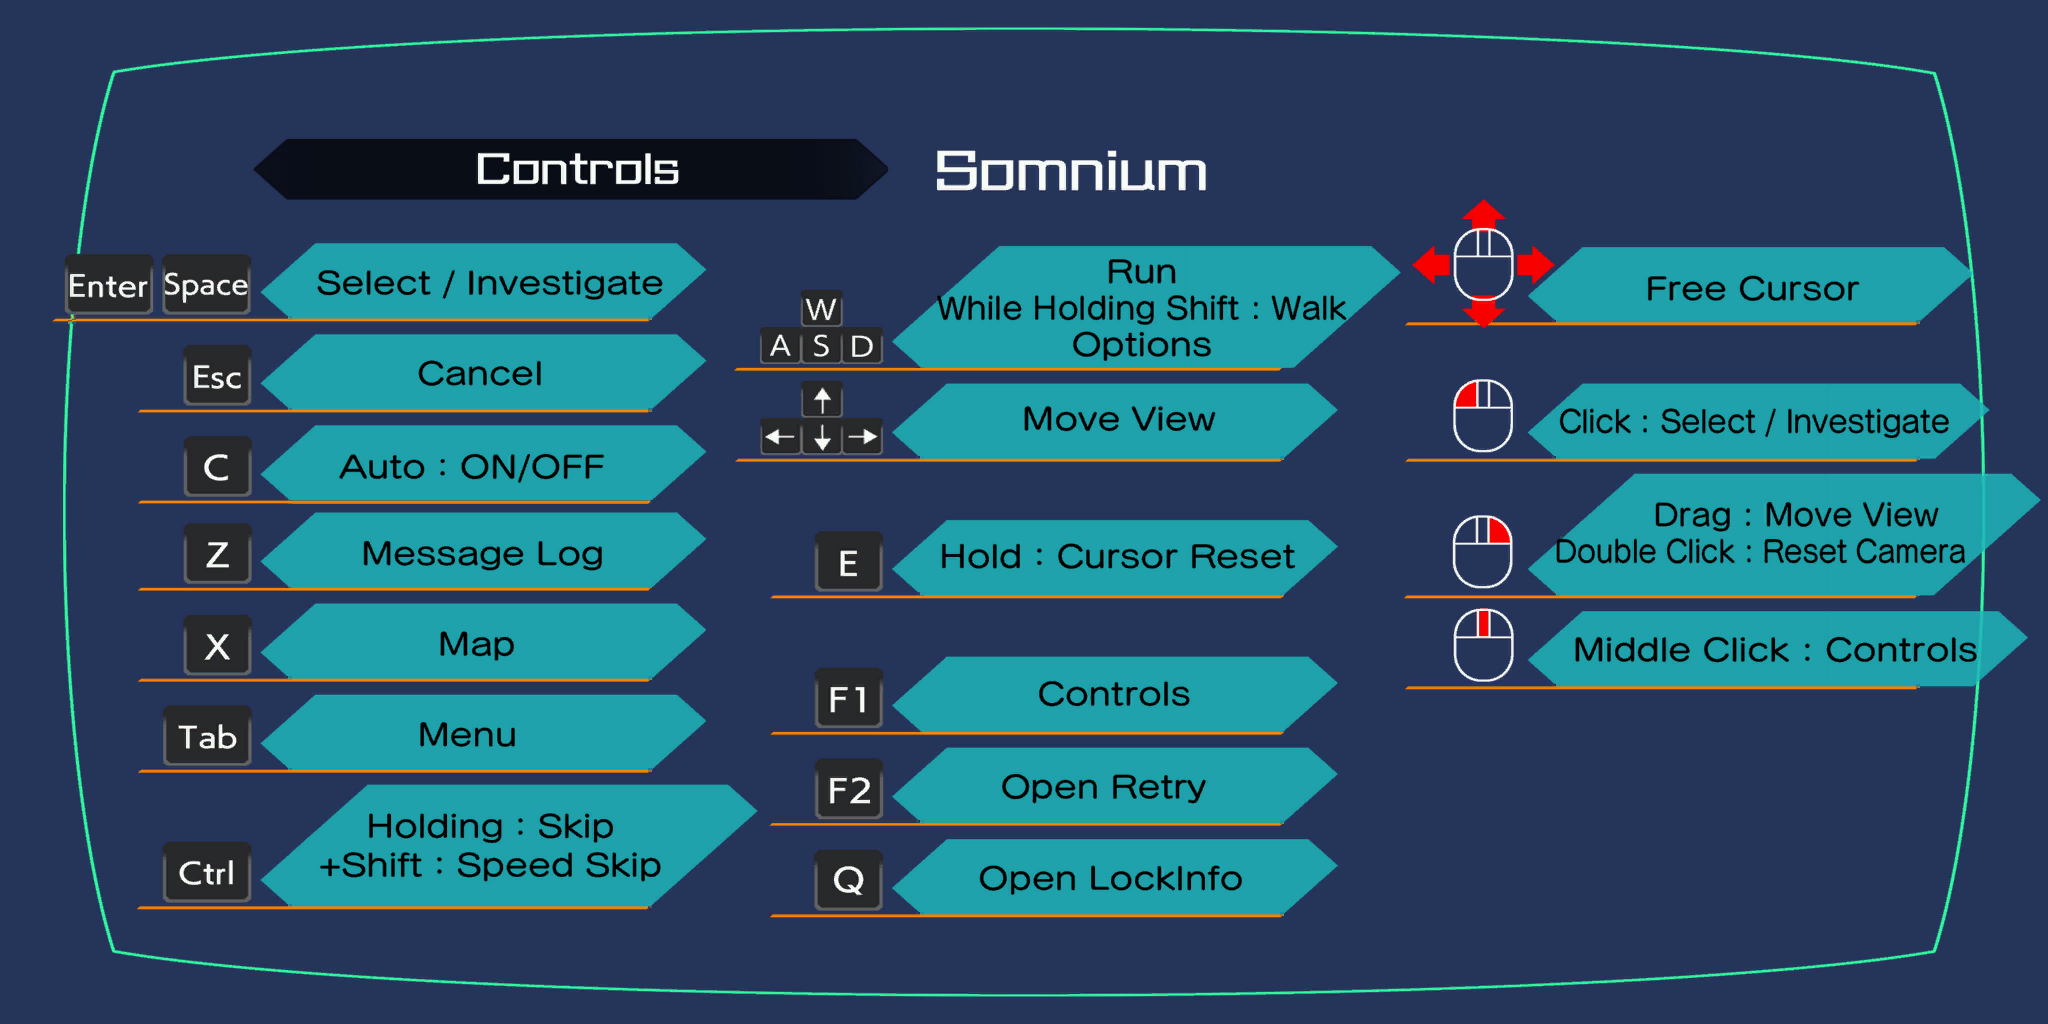 Controls
Somnium
Enter Space Select / Investigate
Esc Cancel
C Auto : ON/OFF
Z Message Log
X Map
Tab Menu
Ctrl Holding : Skip
+Shift : Speed Skip
W
A S D
Run
While Holding Shift : Walk
Options
↑
← ↓ →
Move View
E Hold : Cursor Reset
F1 Controls
F2 Open Retry
Q Open LockInfo
Free Cursor
Click : Select / Investigate
Drag : Move View
Double Click : Reset Camera
Middle Click : Controls